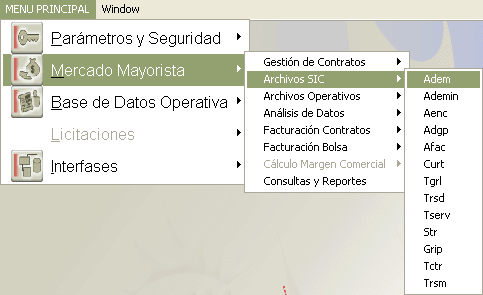 MENU PRINCIPAL Window
Parámetros y Seguridad
Mercado Mayorista
Base de Datos Operativa
Licitaciones
Interfases
Gestión de Contratos
Archivos SIC
Archivos Operativos
Análisis de Datos
Facturación Contratos
Facturación Bolsa
Cálculo Margen Comercial
Consultas y Reportes
Adem
Ademin
Aenc
Adgp
Afac
Curt
Tgrl
Trsd
Tserv
Str
Grip
Tctr
Trsm